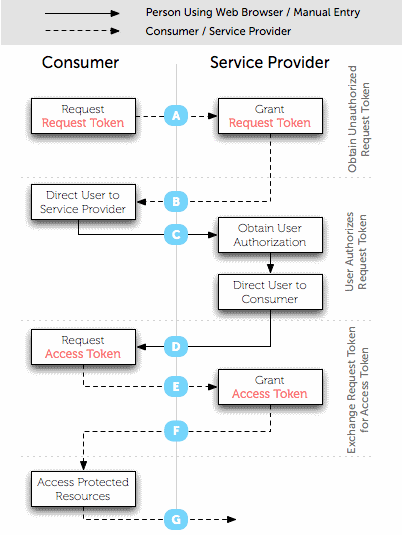 Person Using Web Browser / Manual Entry
Consumer / Service Provider
Consumer
Service Provider
Request
Request Token
A
Grant
Request Token
Obtain Unauthorized
Request Token
B
Direct User to
Service Provider
C
Obtain User
Authorization
Direct User to
Consumer
User Authorizes
Request Token
D
Request
Access Token
E
Grant
Access Token
F
Exchange Request Token
for Access Token
Access Protected
Resources
G